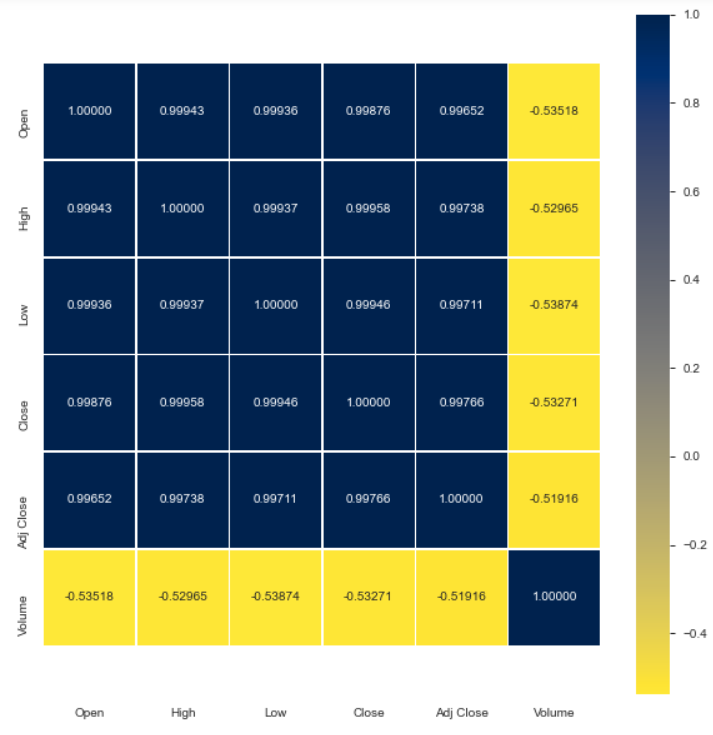 1.0
Open 1.00000 0.99943 0.99936 0.99876 0.99652 -0.53518
0.8
High 0.99943 1.00000 0.99937 0.99958 0.99738 -0.52965
0.6
Low 0.99936 0.99937 1.00000 0.99946 0.99711 -0.53874
0.4
0.2
Close 0.99876 0.99958 0.99946 1.00000 0.99766 -0.53271
0.0
Adj Close 0.99652 0.99738 0.99711 0.99766 1.00000 -0.51916
−0.2
Volume -0.53518 -0.52965 -0.53874 -0.53271 -0.51916 1.00000
−0.4
Open High Low Close Adj Close Volume